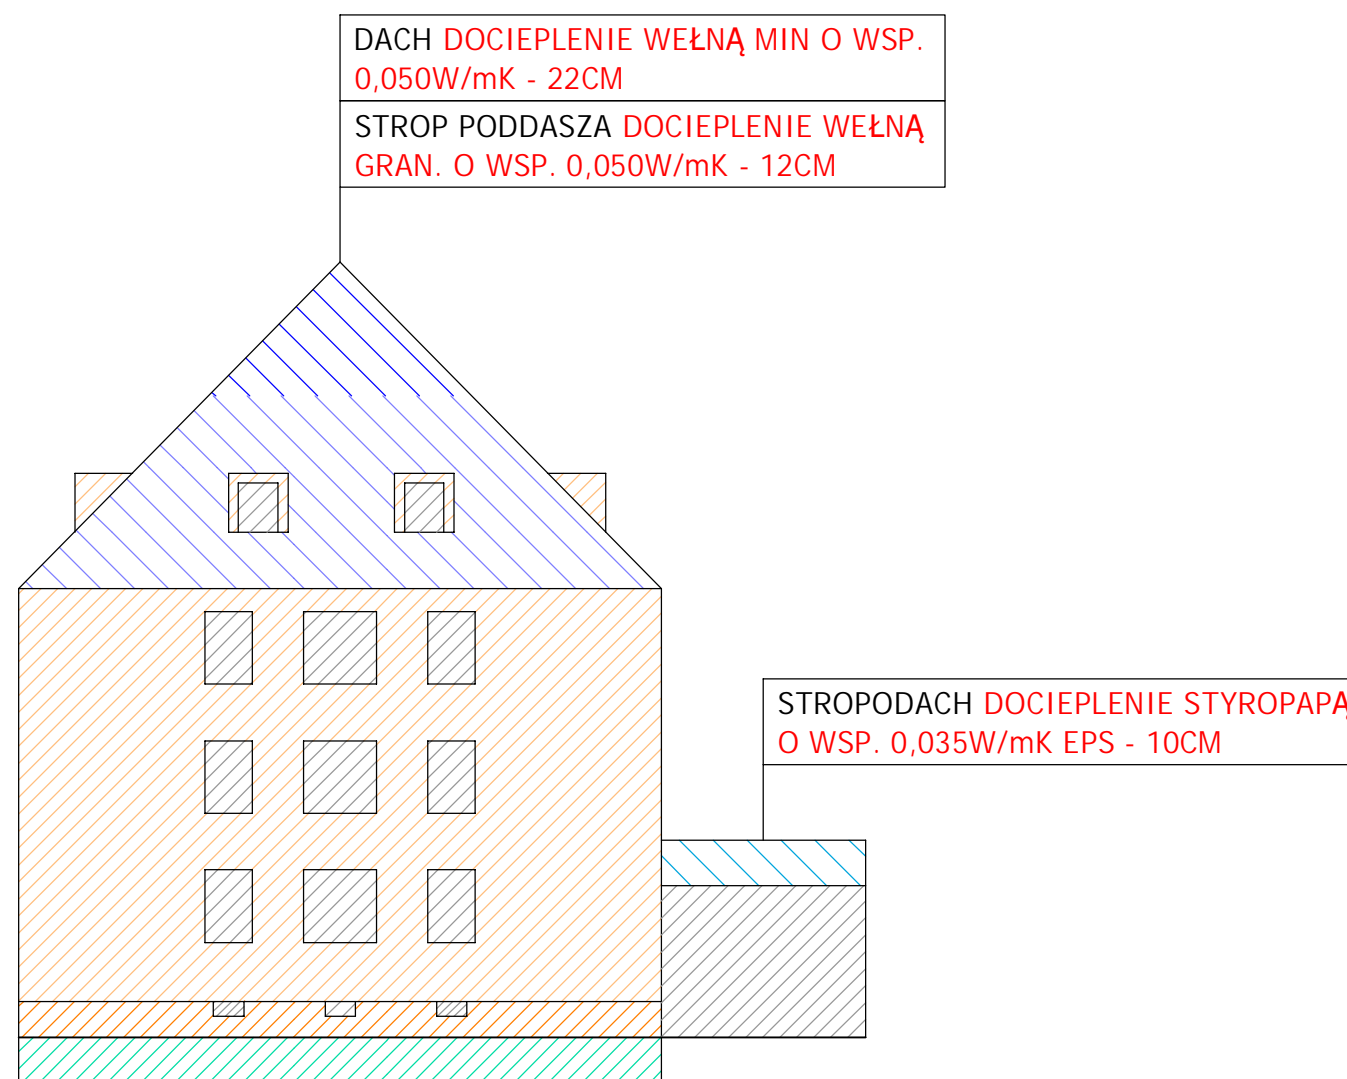 DACH DOCIEPLENIE WEŁNĄ MIN O WSP.
0,050W/mK - 22CM
STROP PODDASZA DOCIEPLENIE WEŁNĄ
GRAN. O WSP. 0,050W/mK - 12CM
STROPODACH DOCIEPLENIE STYROPAPĄ
O WSP. 0,035W/mK EPS - 10CM